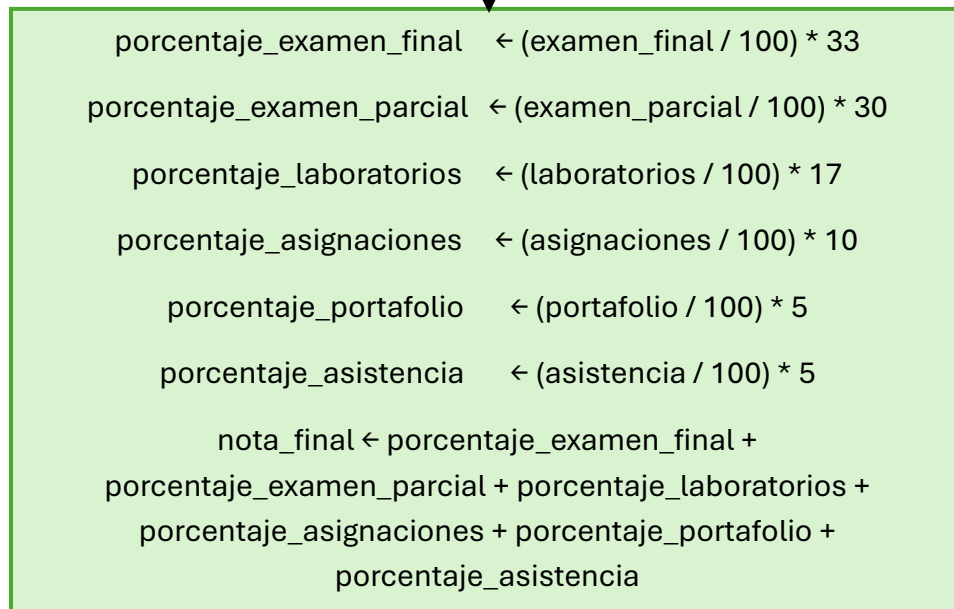 porcentaje_examen_final ← (examen_final / 100) * 33
porcentaje_examen_parcial ← (examen_parcial / 100) * 30
porcentaje_laboratorios ← (laboratorios / 100) * 17
porcentaje_asignaciones ← (asignaciones / 100) * 10
porcentaje_portafolio ← (portafolio / 100) * 5
porcentaje_asistencia ← (asistencia / 100) * 5
nota_final ← porcentaje_examen_final +
porcentaje_examen_parcial + porcentaje_laboratorios +
porcentaje_asignaciones + porcentaje_portafolio +
porcentaje_asistencia